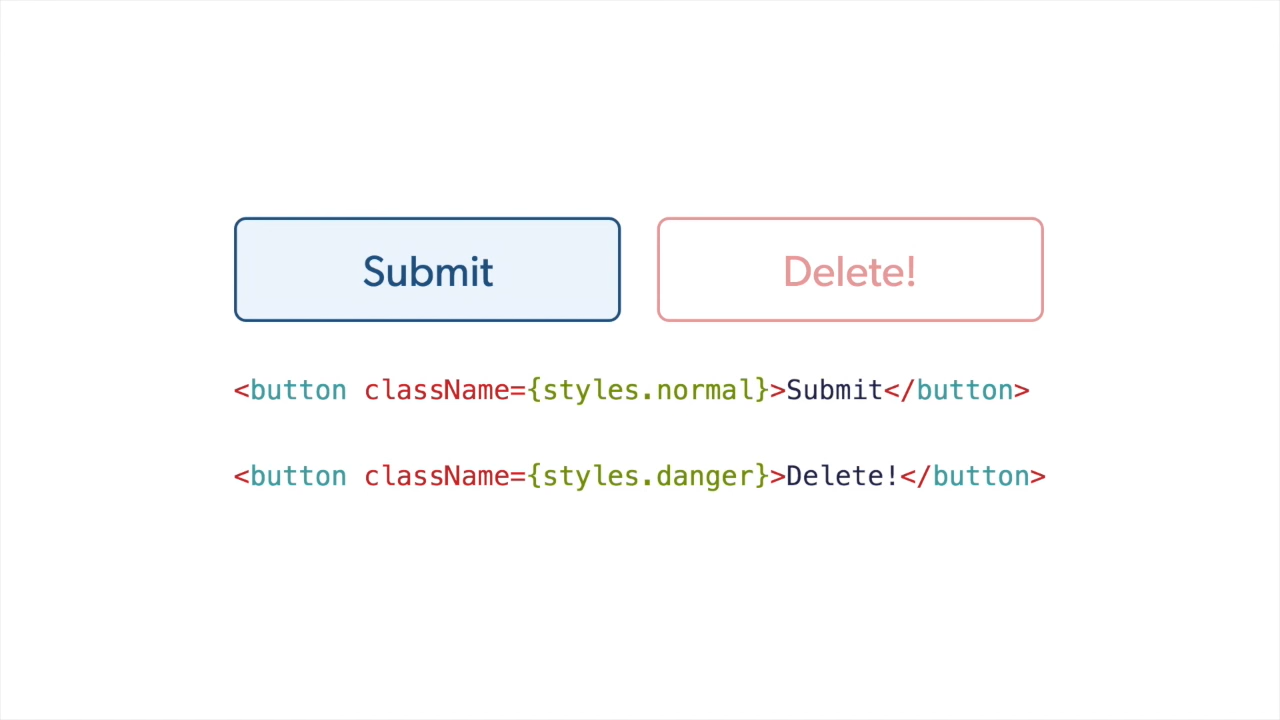 Submit
Delete!
<button className={styles.normal}>Submit</button>
<button className={styles.danger}>Delete!</button>